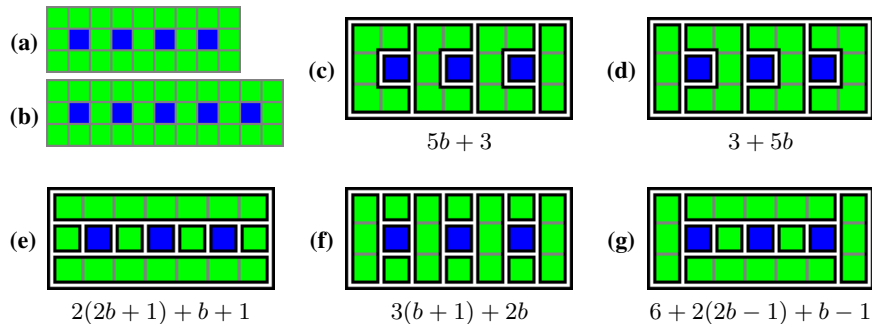 (a)
(b)
(c)
5b + 3
(d)
3 + 5b
(e)
2(2b + 1) + b + 1
(f)
3(b + 1) + 2b
(g)
6 + 2(2b − 1) + b − 1